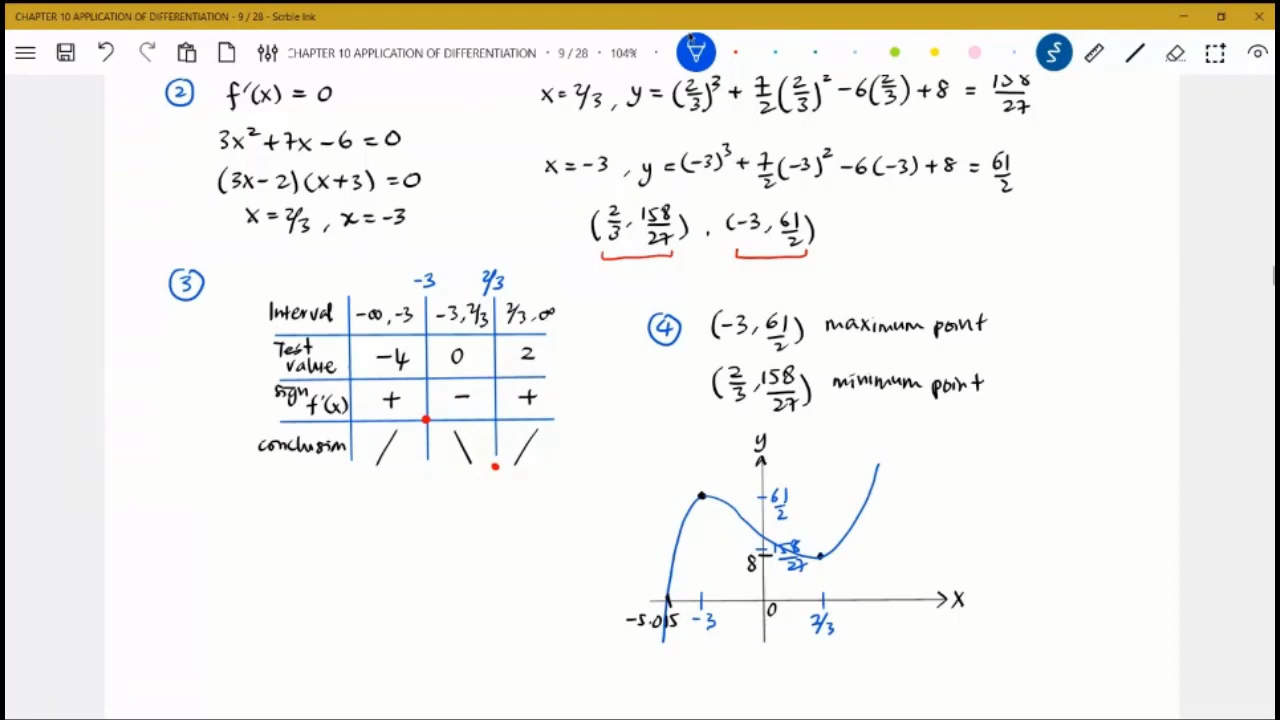 CHAPTER 10 APPLICATION OF DIFFERENTIATION - 9 / 28 - Scrble Ink
CHAPTER 10 APPLICATION OF DIFFERENTIATION • 9 / 28 • 104%
② f'(x) = 0
3x² + 7x - 6 = 0
(3x - 2)(x + 3) = 0
x = 2/3 , x = -3
x = 2/3, y = (2/3)³ + 7/2(2/3)² - 6(2/3) + 8 = 158/27
x = -3 , y = (-3)³ + 7/2(-3)² - 6(-3) + 8 = 61/2
(2/3, 158/27) , (-3, 61/2)
③
-3 2/3
Interval -∞,-3 -3,2/3 2/3,∞
Test value -4 0 2
sign f'(x) + - +
conclusion / \ /
④ (-3, 61/2) maximum point
(2/3, 158/27) minimum point
y
61/2
158/27
8
-5.015 -3 0 2/3 x